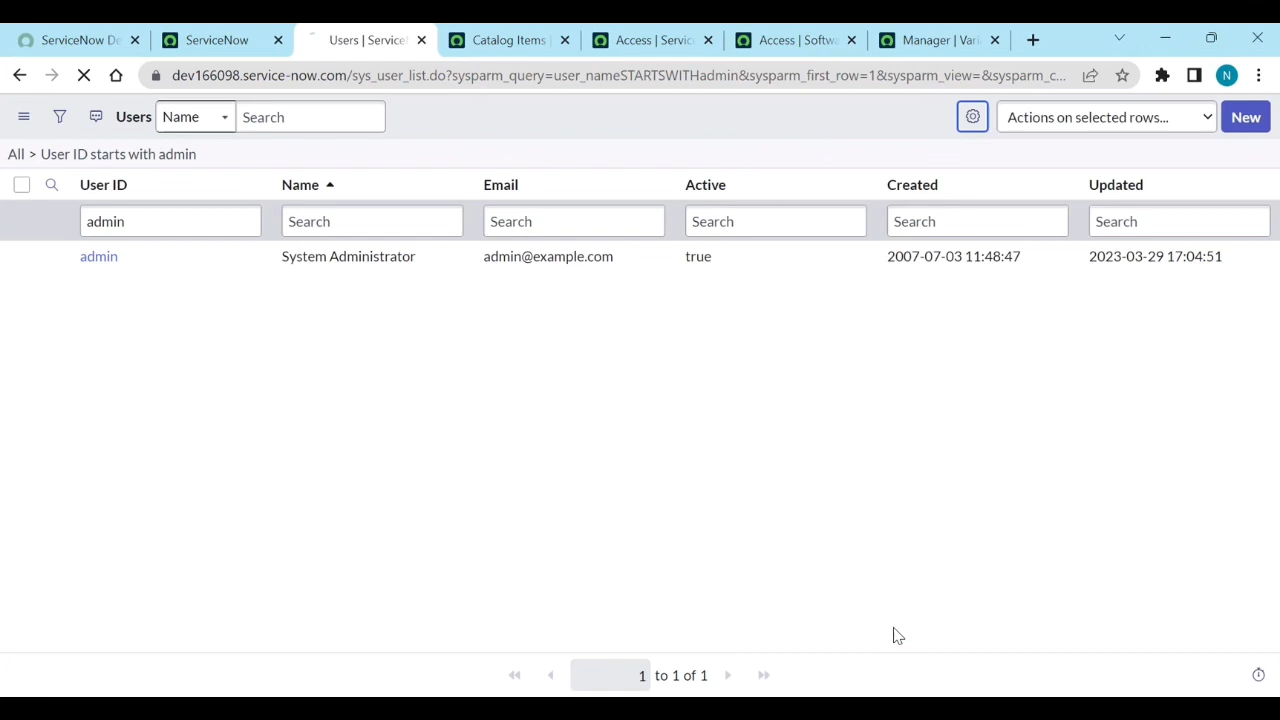 ServiceNow De
ServiceNow
Users | Service
Catalog Items |
Access | Servic
Access | Softw
Manager | Vari
dev166098.service-now.com/sys_user_list.do?sysparm_query=user_nameSTARTSWITHadmin&sysparm_first_row=1&sysparm_view=&sysparm_c...
N
Users Name Search Actions on selected rows... New
All > User ID starts with admin
User ID Name Email Active Created Updated
admin Search Search Search Search Search
admin System Administrator admin@example.com true 2007-07-03 11:48:47 2023-03-29 17:04:51
1 to 1 of 1